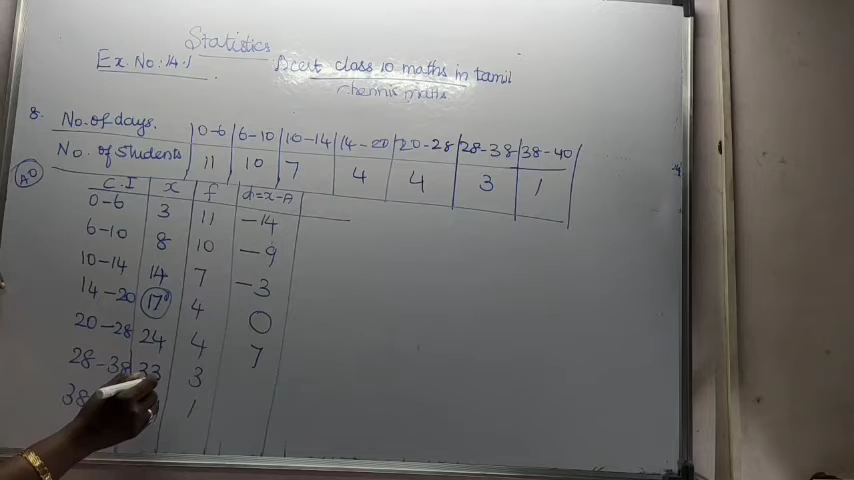 Statistics
Ex. No: 14.1
Ncert class 10 maths in tamil
chennis maths
8. No. of days. 0-6 6-10 10-14 14-20 20-28 28-38 38-40
No. of Students 11 10 7 4 4 3 1
C.I x f di=x-A
0-6 3 11 -14
6-10 8 10 -9
10-14 14 7 -3
14-20 17 4 0
20-28 24 4 7
28-38 33 3
38 1